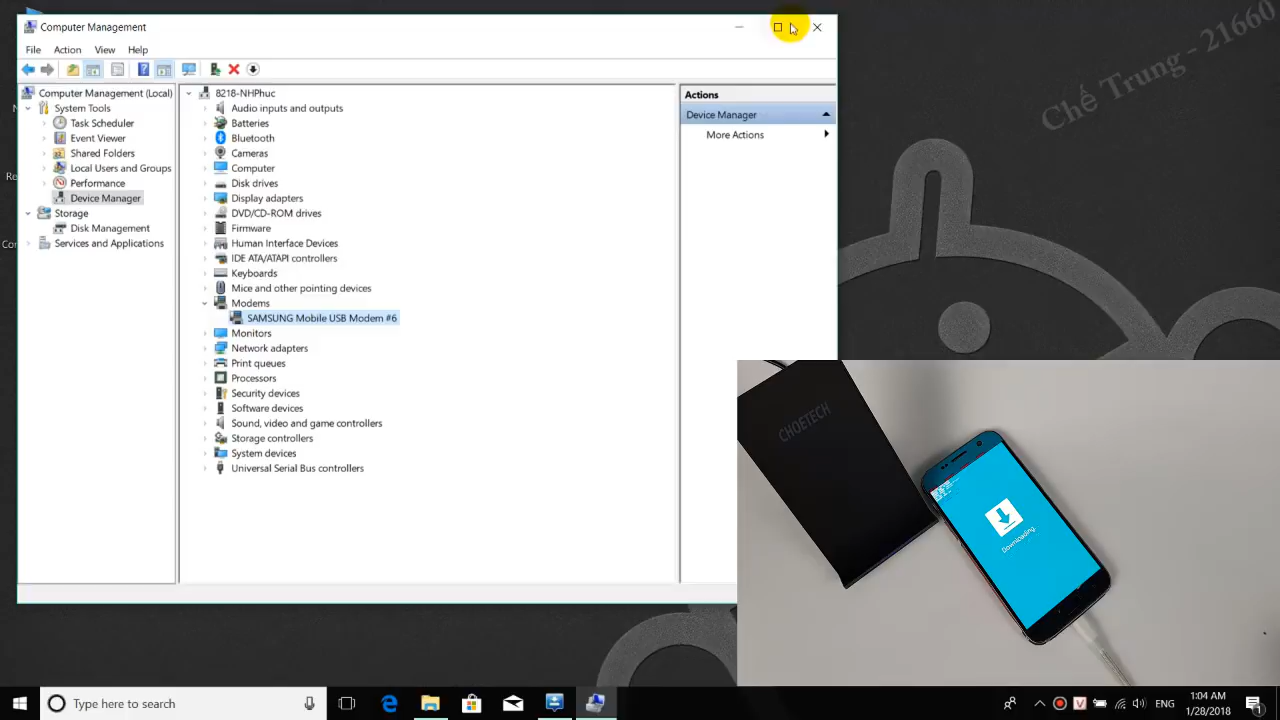 Computer Management
File Action View Help
Computer Management (Local)
System Tools
Task Scheduler
Event Viewer
Shared Folders
Local Users and Groups
Performance
Device Manager
Storage
Disk Management
Services and Applications
8218-NHPhuc
Audio inputs and outputs
Batteries
Bluetooth
Cameras
Computer
Disk drives
Display adapters
DVD/CD-ROM drives
Firmware
Human Interface Devices
IDE ATA/ATAPI controllers
Keyboards
Mice and other pointing devices
Modems
SAMSUNG Mobile USB Modem #6
Monitors
Network adapters
Print queues
Processors
Security devices
Software devices
Sound, video and game controllers
Storage controllers
System devices
Universal Serial Bus controllers
Actions
Device Manager
More Actions
Chế Trung - 21660
Re
Co
CHOETECH
Downloading
Type here to search
ENG
1:04 AM
1/28/2018